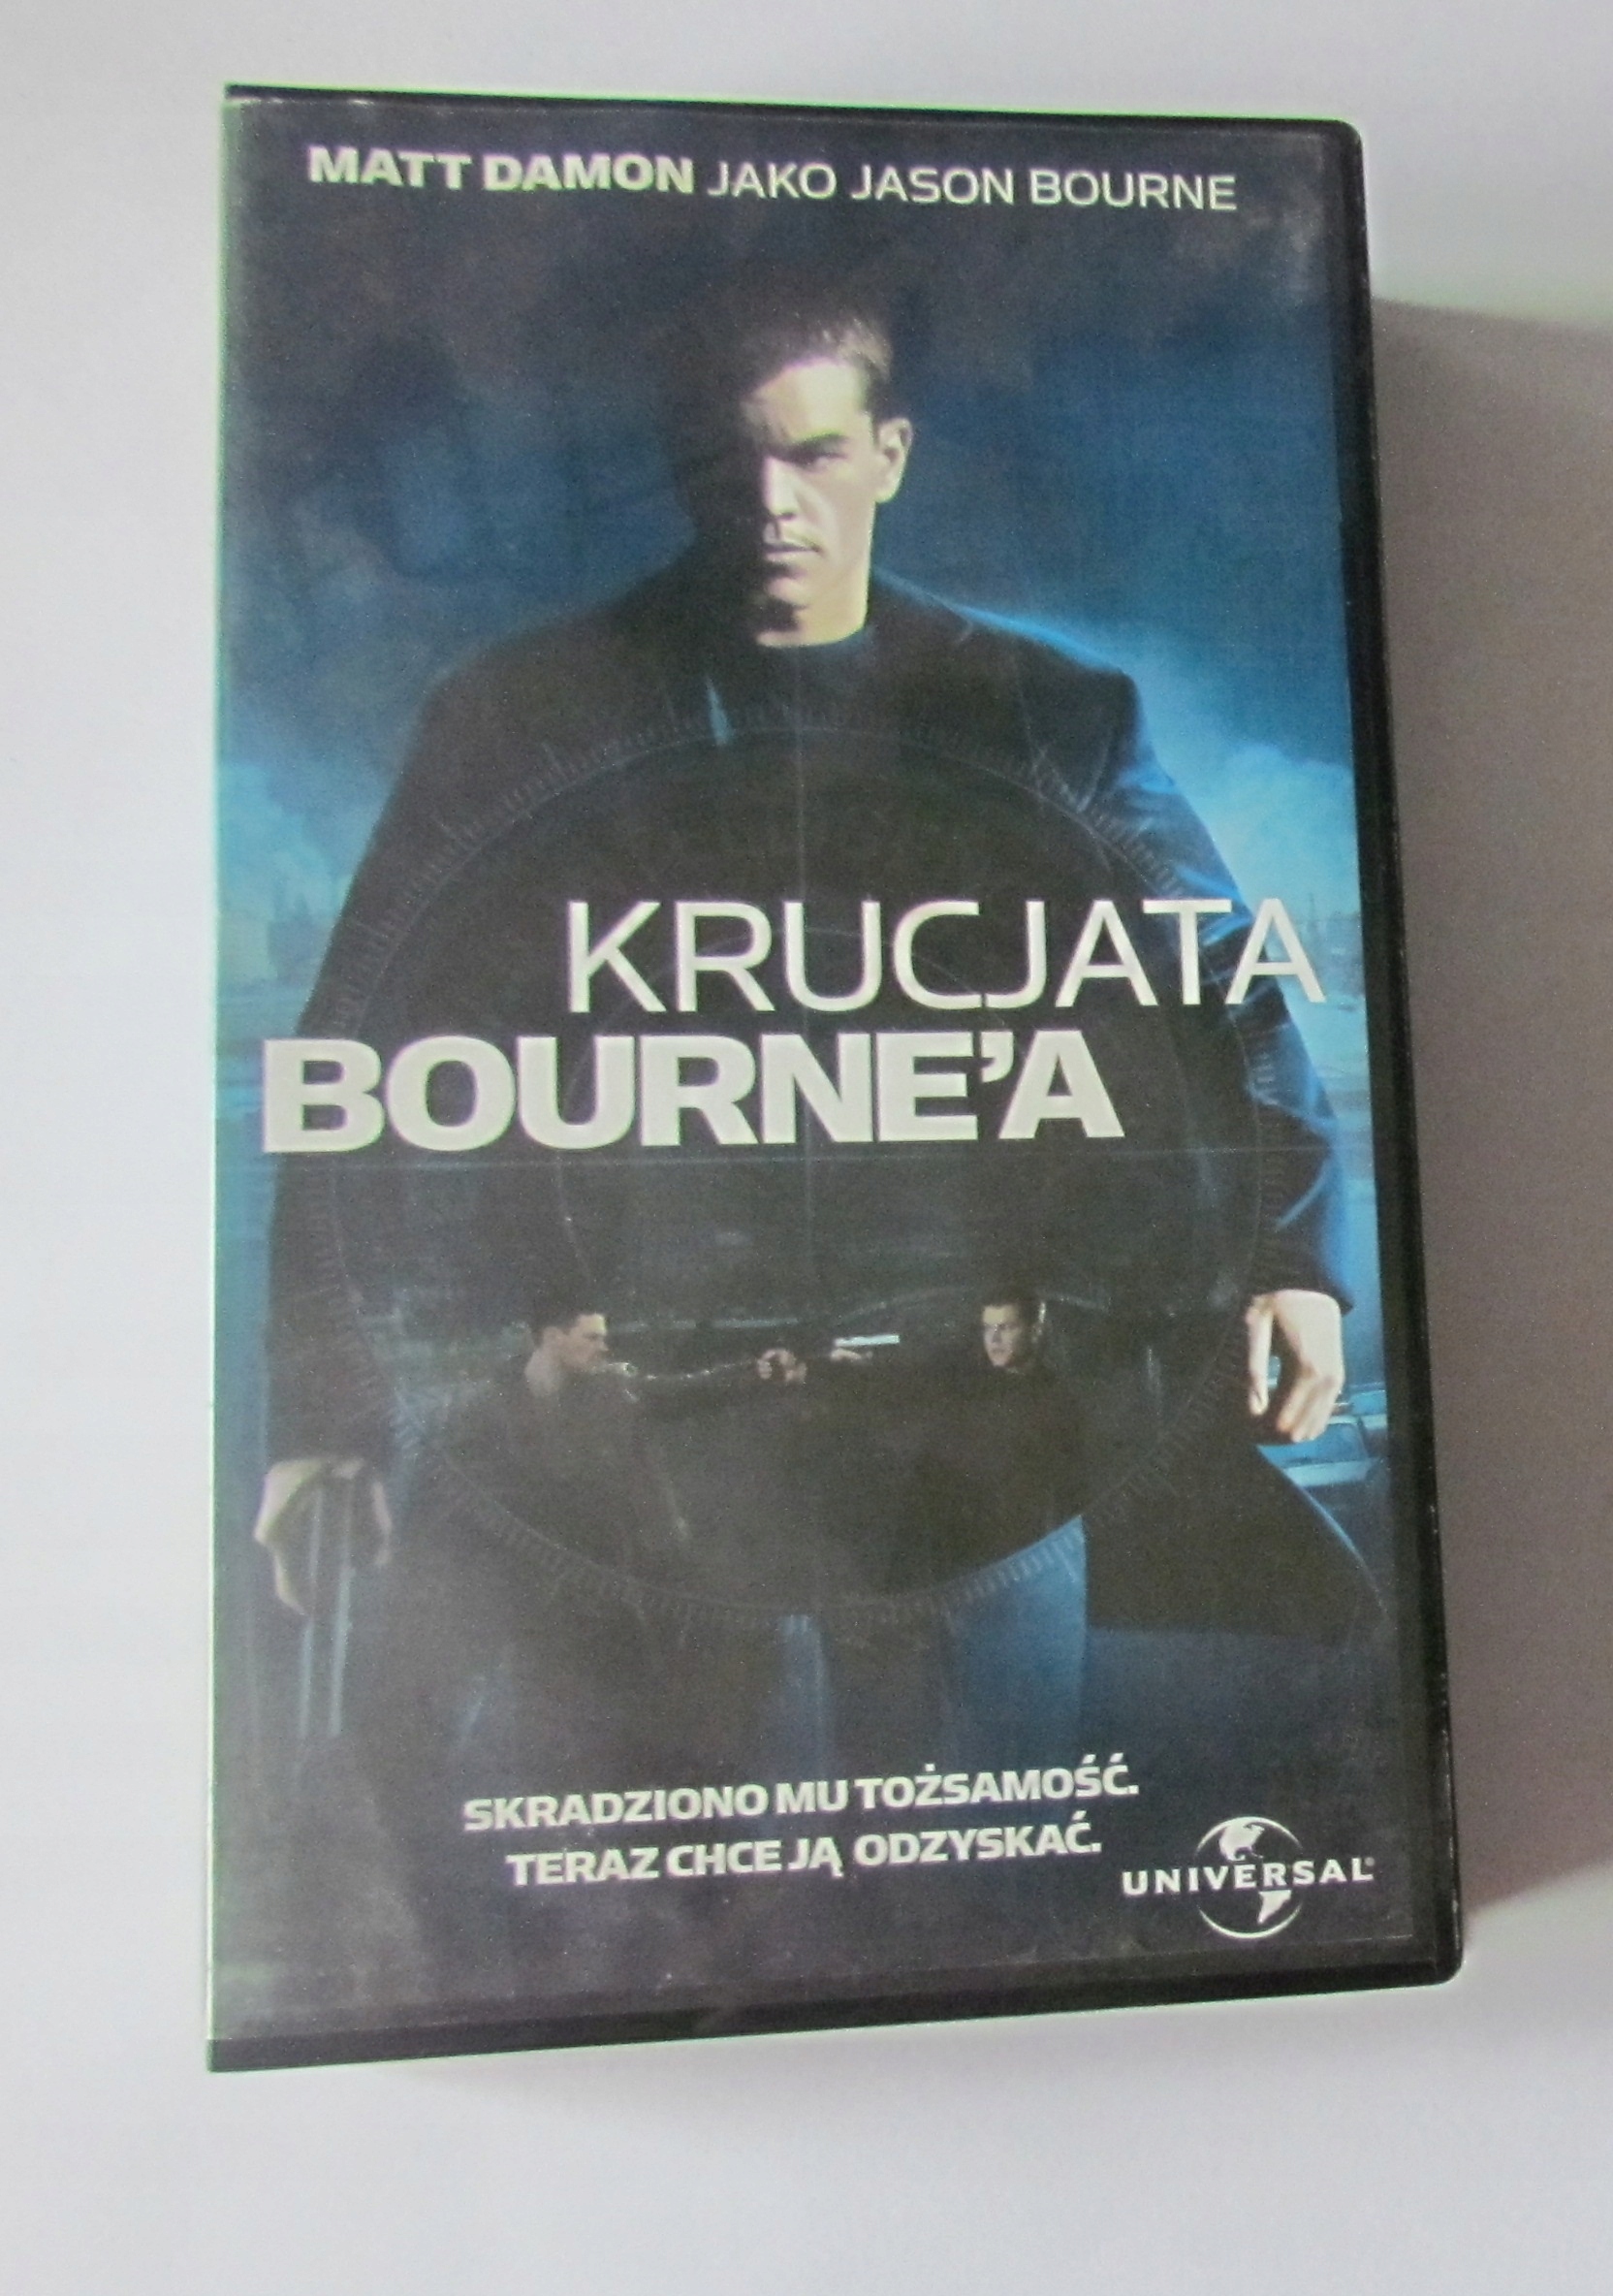 MATT DAMON JAKO JASON BOURNE
KRUCJATA
BOURNE'A
SKRADZIONO MU TOŻSAMOŚĆ.
TERAZ CHCE JĄ ODZYSKAĆ.
UNIVERSAL®